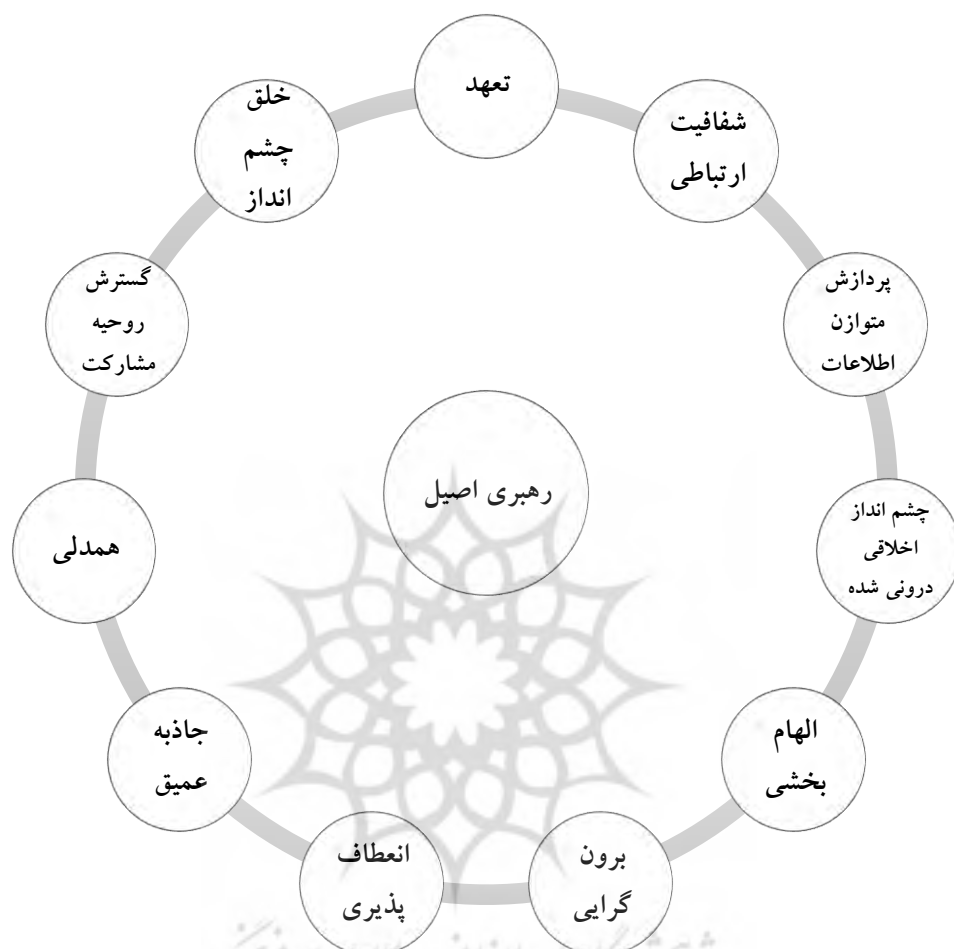 تعهد
شفافیت
ارتباطی
پردازش
متوازن
اطلاعات
چشم انداز
اخلاقی
درونی شده
الهام
بخشی
برون
گرایی
انعطاف
پذیری
جاذبه
عمیق
همدلی
گسترش
روحیه
مشارکت
خلق
چشم
انداز
رهبری اصیل